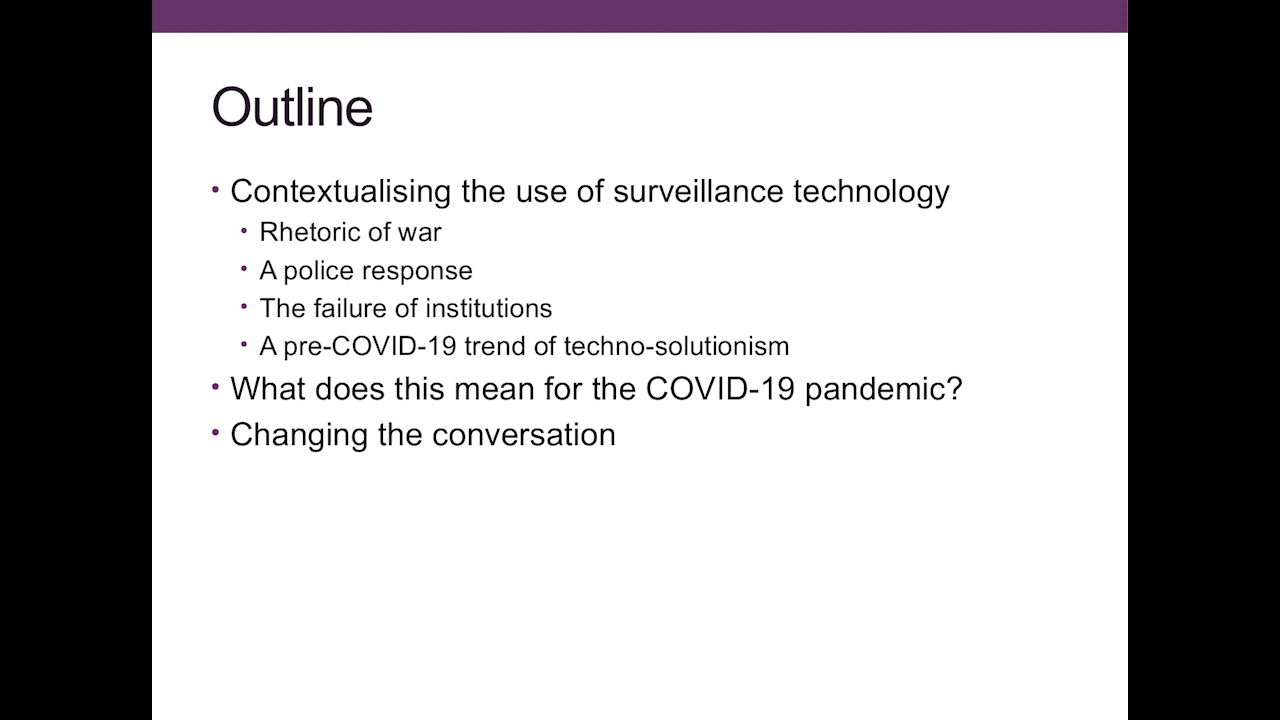 Outline
• Contextualising the use of surveillance technology
• Rhetoric of war
• A police response
• The failure of institutions
• A pre-COVID-19 trend of techno-solutionism
• What does this mean for the COVID-19 pandemic?
• Changing the conversation